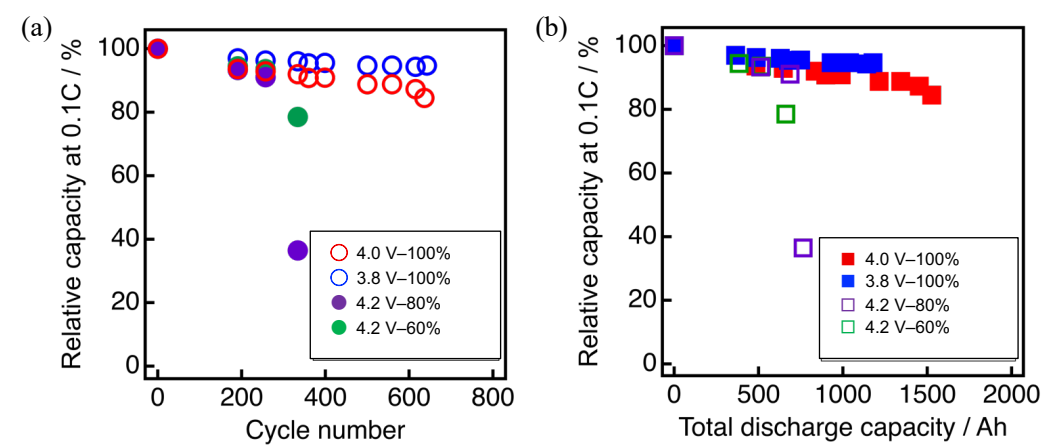 (a)
Relative capacity at 0.1C / %
100
80
60
40
20
0
0 200 400 600 800
Cycle number
4.0 V–100%
3.8 V–100%
4.2 V–80%
4.2 V–60%
(b)
Relative capacity at 0.1C / %
100
80
60
40
20
0
0 500 1000 1500 2000
Total discharge capacity / Ah
4.0 V–100%
3.8 V–100%
4.2 V–80%
4.2 V–60%